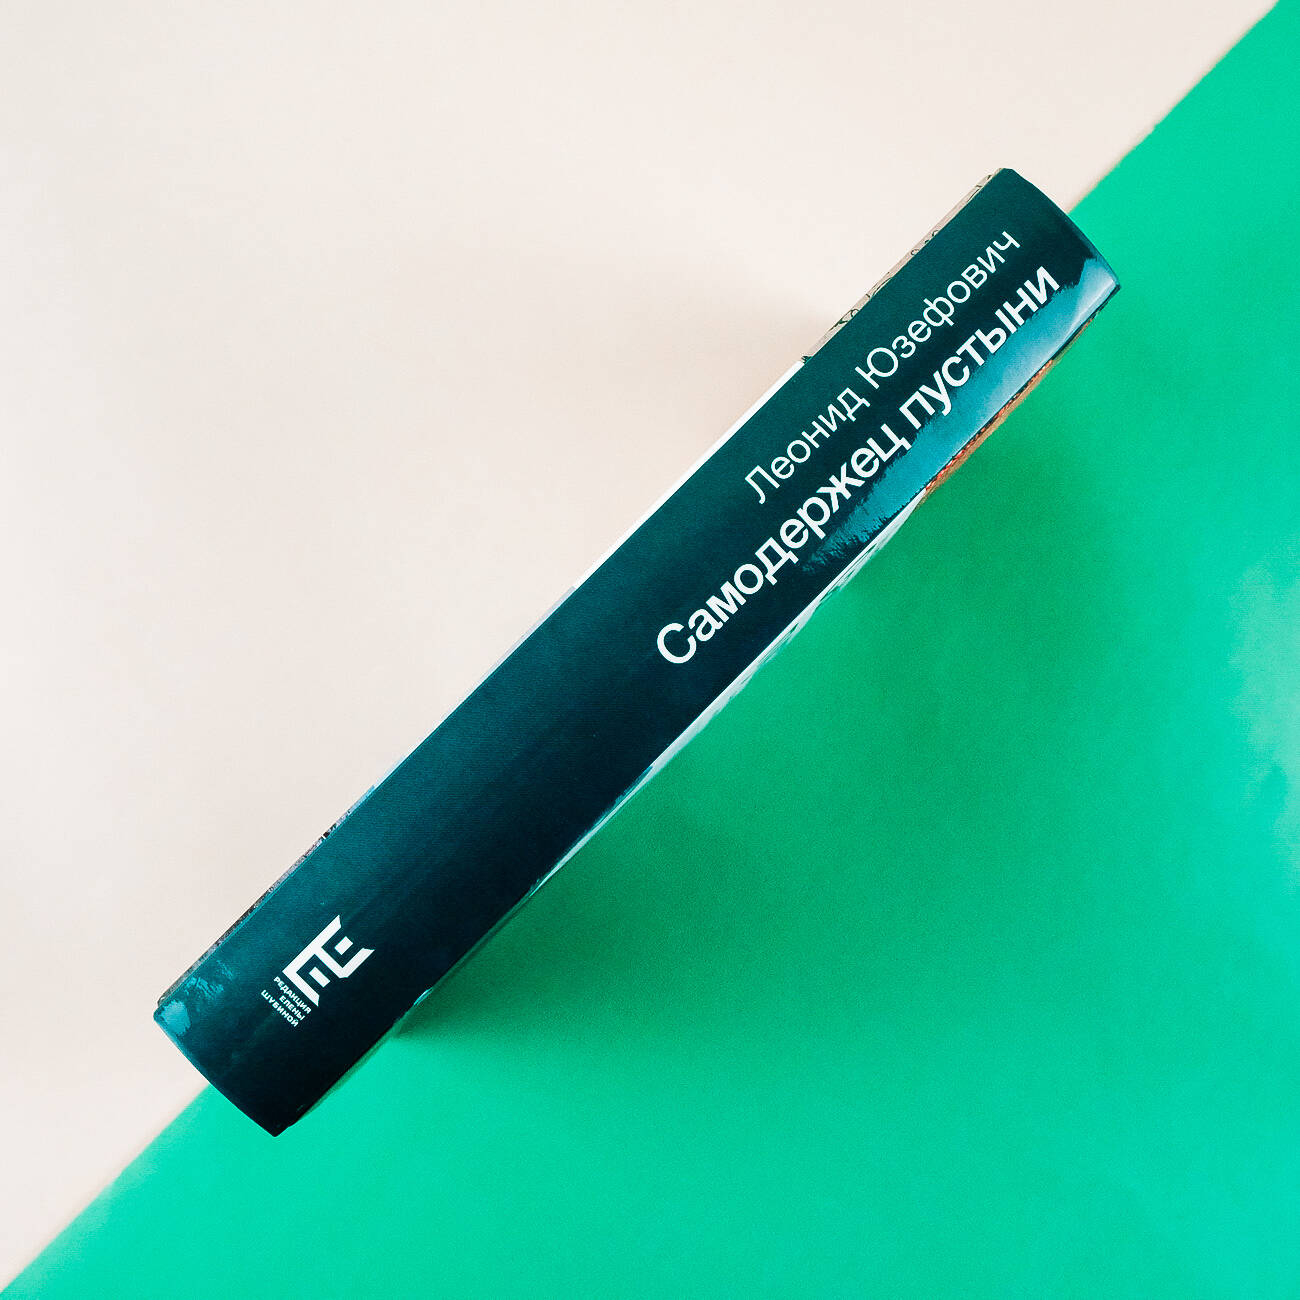 Леонид Юзефович
Самодержец пустыни
РЕДАКЦИЯ
ЕЛЕНЫ
ШУБИНОЙ